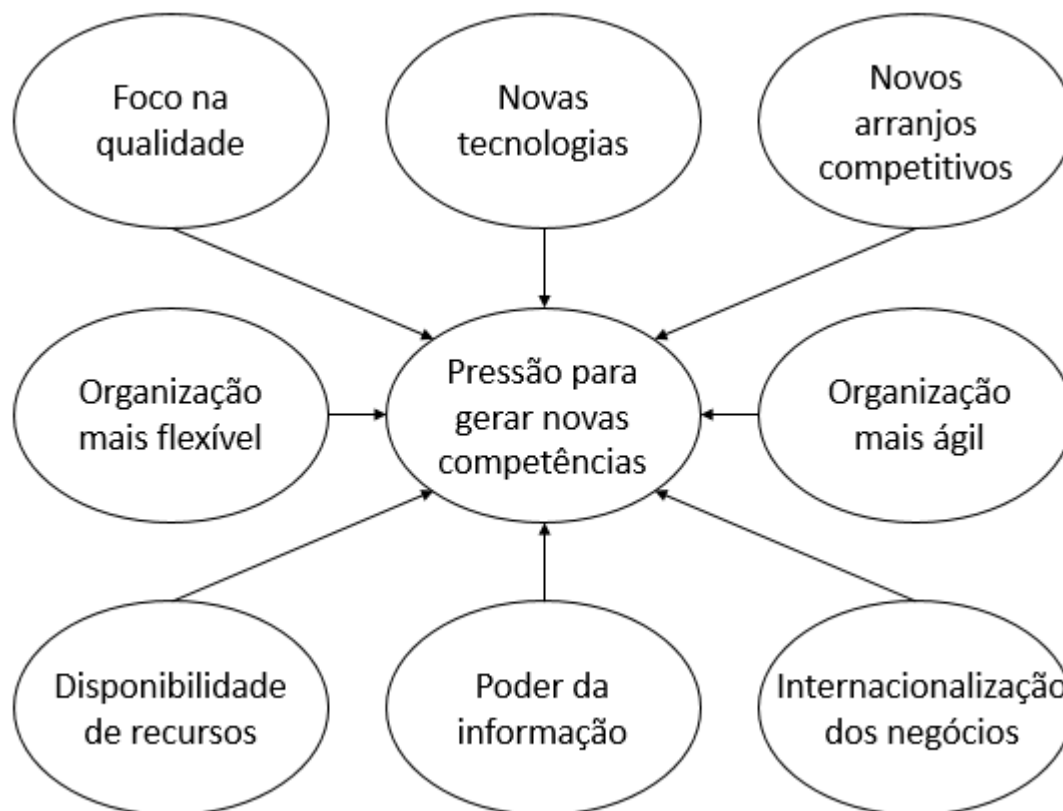 Foco na
qualidade
Novas
tecnologias
Novos
arranjos
competitivos
Organização
mais flexível
Pressão para
gerar novas
competências
Organização
mais ágil
Disponibilidade
de recursos
Poder da
informação
Internacionalização
dos negócios